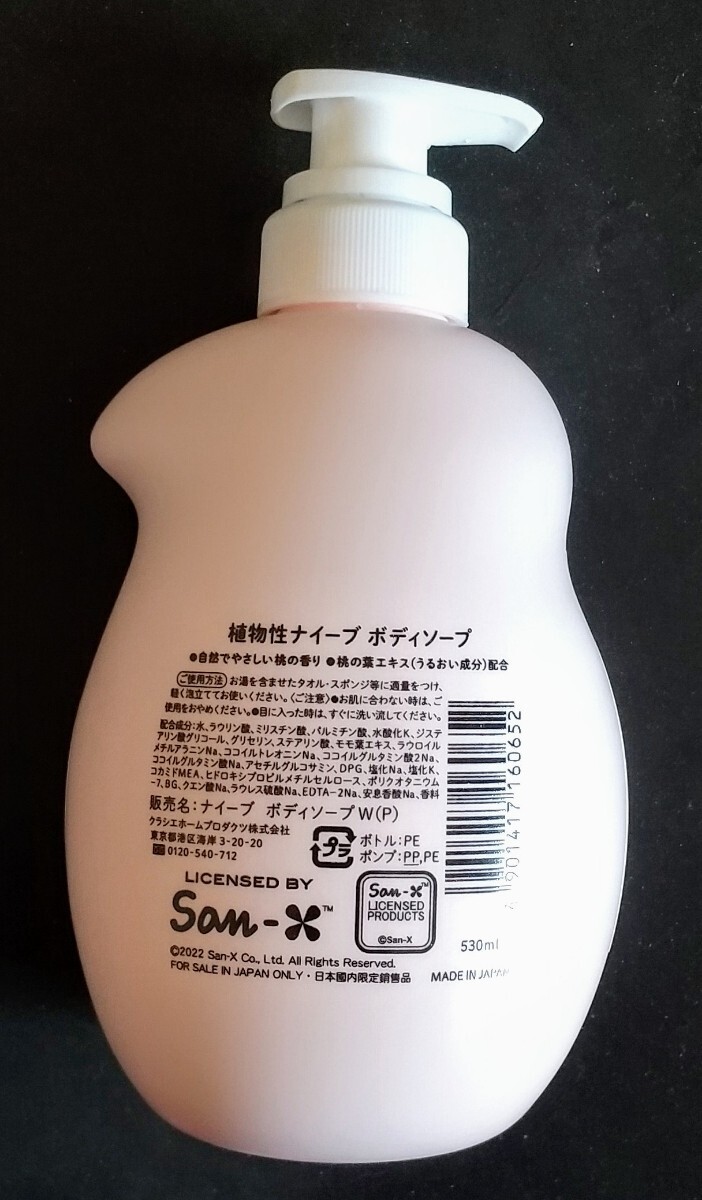 植物性ナイーブ ボディソープ
●自然でやさしい桃の香り ●桃の葉エキス(うるおい成分)配合
ご使用方法 お湯を含ませたタオル・スポンジ等に適量をつけ、
軽く泡立ててお使いください。〈ご注意〉●お肌に合わない時は、ご
使用をおやめください。●目に入った時は、すぐに洗い流してください。
配合成分:水、ラウリン酸、ミリスチン酸、パルミチン酸、水酸化K、ジステ
アリン酸グリコール、グリセリン、ステアリン酸、モモ葉エキス、ラウロイル
メチルアラニンNa、ココイルトレオニンNa、ココイルグルタミン酸2Na、
ココイルグルタミン酸Na、アセチルグルコサミン、DPG、塩化Na、塩化K、
コカミドMEA、ヒドロキシプロピルメチルセルロース、ポリクオタニウム
-7、BG、クエン酸Na、ラウレス硫酸Na、EDTA-2Na、安息香酸Na、香料
販売名:ナイーブ ボディソープW(P)
クラシエホームプロダクツ株式会社
東京都港区海岸 3-20-20
0120-540-712
プラ
ボトル:PE
ポンプ:PP,PE
4901417160652
LICENSED BY
San-X™
San-X™
LICENSED
PRODUCTS
©San-X
530ml
©2022 San-X Co., Ltd. All Rights Reserved.
FOR SALE IN JAPAN ONLY・日本國内限定銷售品
MADE IN JAPAN